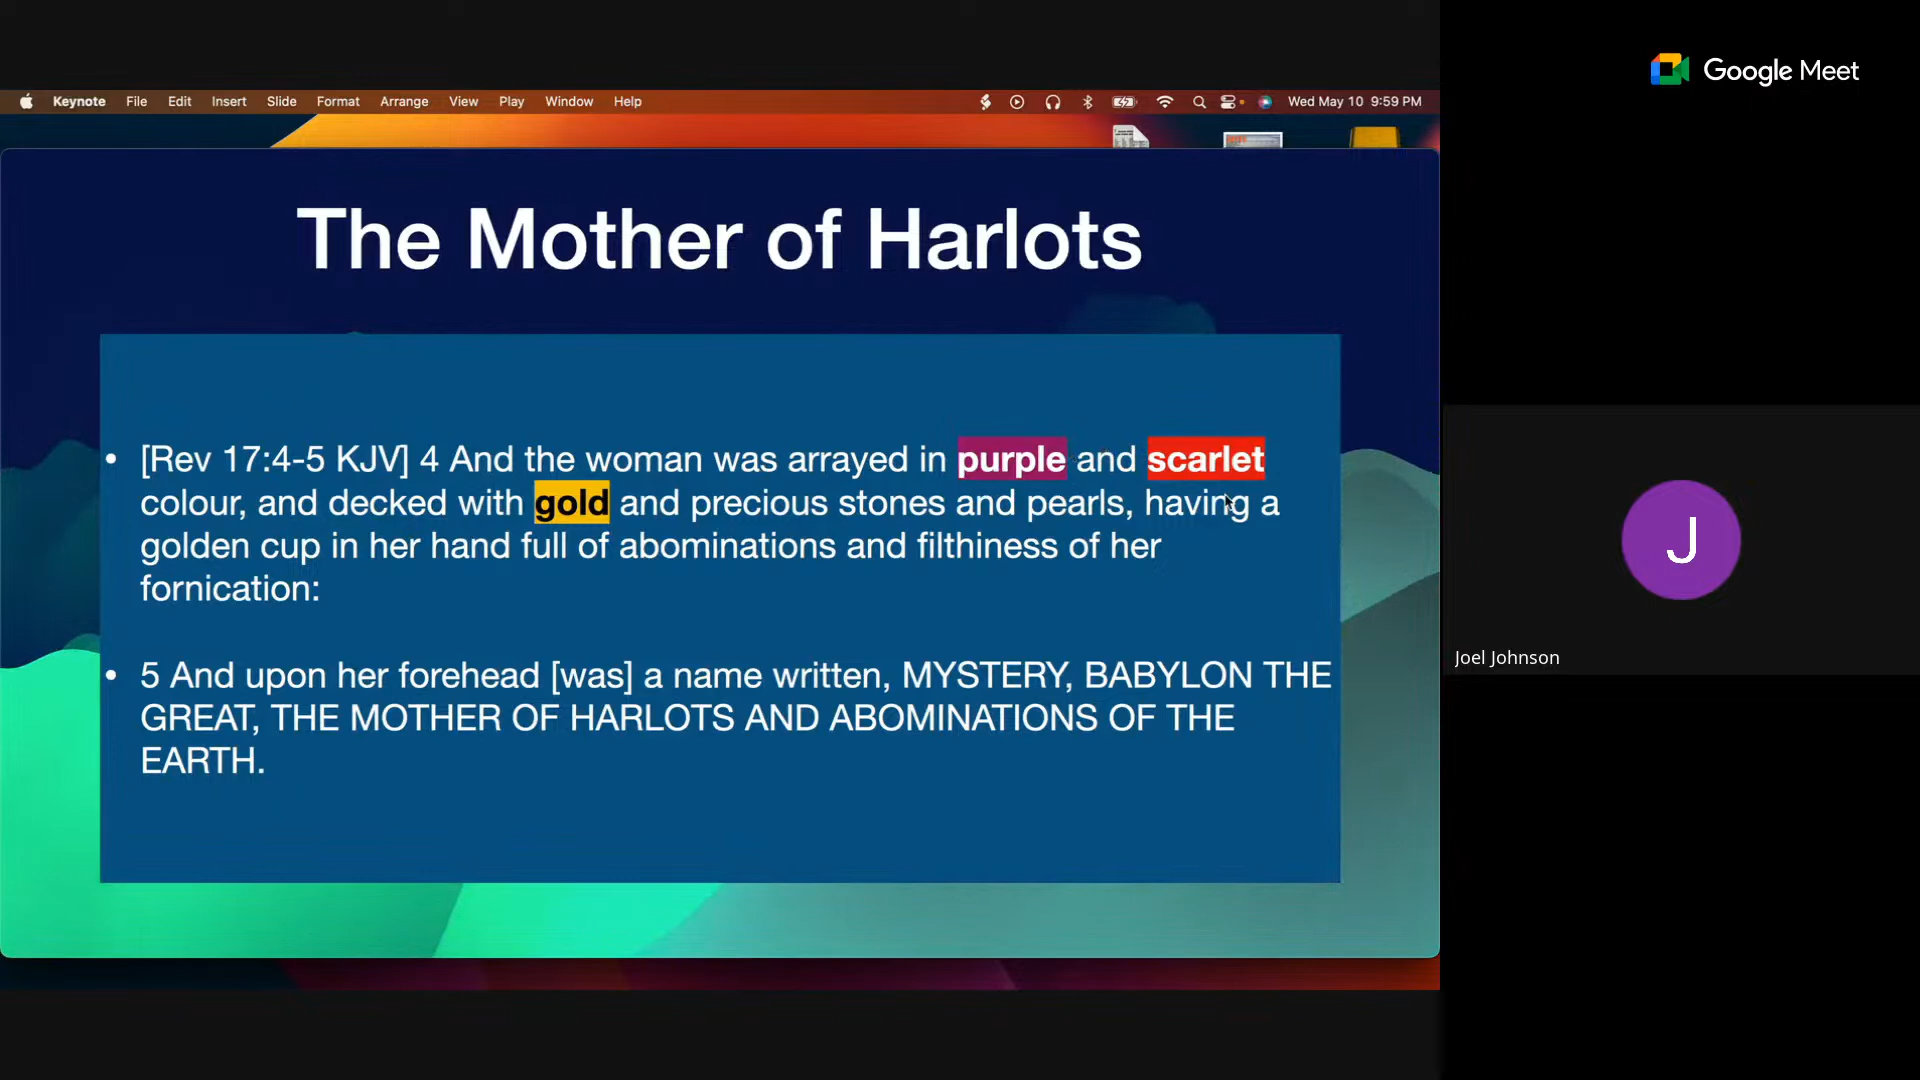 Google Meet
Keynote File Edit Insert Slide Format Arrange View Play Window Help Wed May 10 9:59 PM
The Mother of Harlots
• [Rev 17:4-5 KJV] 4 And the woman was arrayed in purple and scarlet
colour, and decked with gold and precious stones and pearls, having a
golden cup in her hand full of abominations and filthiness of her
fornication:
• 5 And upon her forehead [was] a name written, MYSTERY, BABYLON THE
GREAT, THE MOTHER OF HARLOTS AND ABOMINATIONS OF THE
EARTH.
J
Joel Johnson